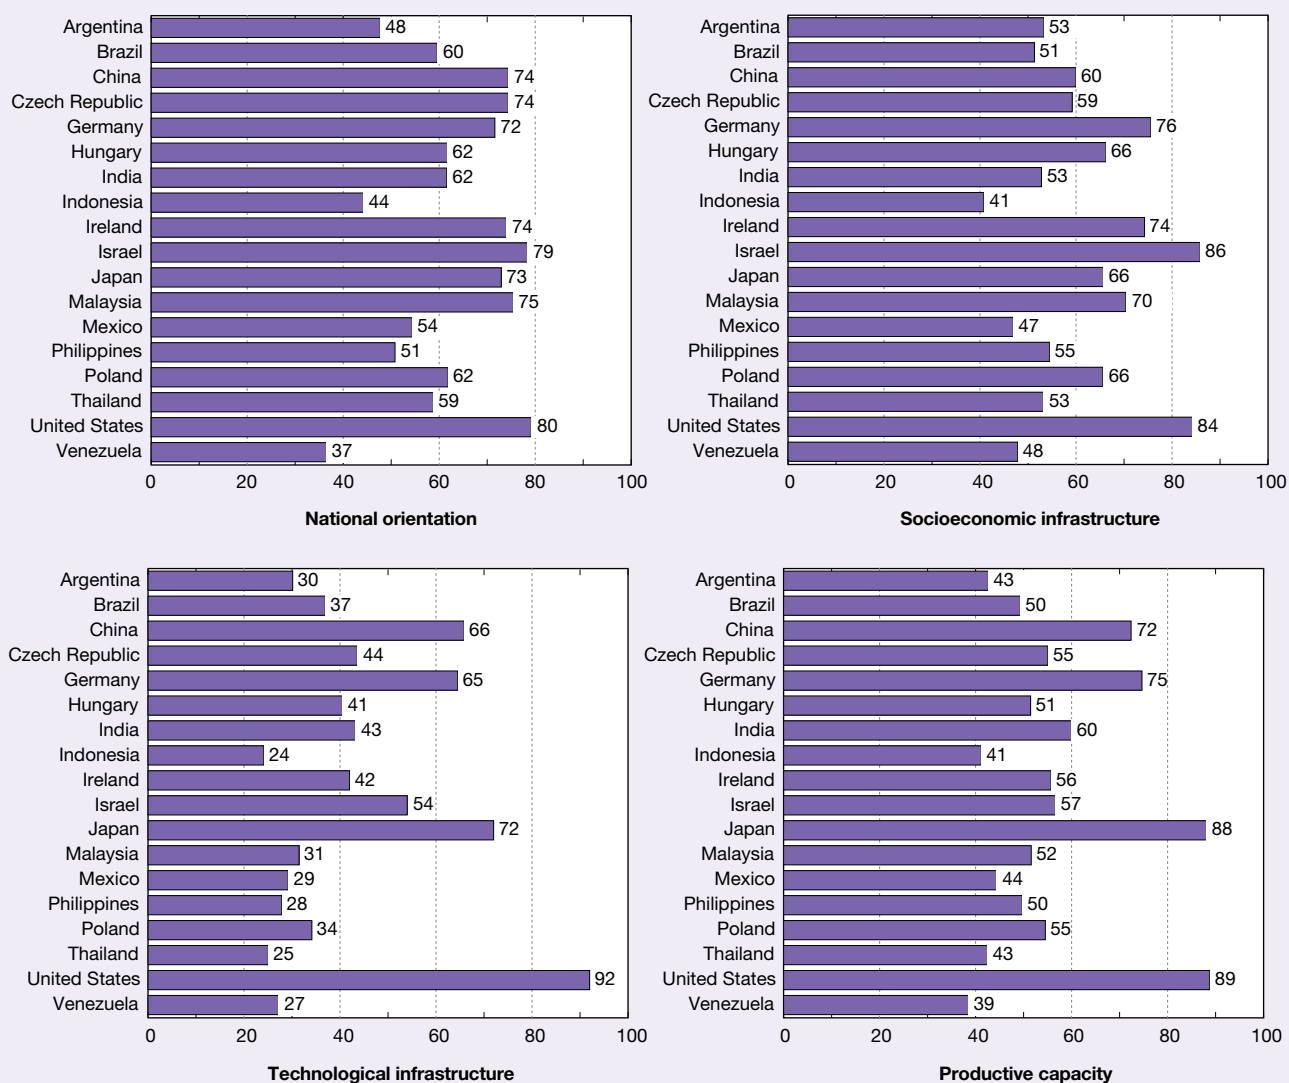 Argentina 48
Brazil 60
China 74
Czech Republic 74
Germany 72
Hungary 62
India 62
Indonesia 44
Ireland 74
Israel 79
Japan 73
Malaysia 75
Mexico 54
Philippines 51
Poland 62
Thailand 59
United States 80
Venezuela 37
0 20 40 60 80 100
National orientation
Argentina 53
Brazil 51
China 60
Czech Republic 59
Germany 76
Hungary 66
India 53
Indonesia 41
Ireland 74
Israel 86
Japan 66
Malaysia 70
Mexico 47
Philippines 55
Poland 66
Thailand 53
United States 84
Venezuela 48
0 20 40 60 80 100
Socioeconomic infrastructure
Argentina 30
Brazil 37
China 66
Czech Republic 44
Germany 65
Hungary 41
India 43
Indonesia 24
Ireland 42
Israel 54
Japan 72
Malaysia 31
Mexico 29
Philippines 28
Poland 34
Thailand 25
United States 92
Venezuela 27
0 20 40 60 80 100
Technological infrastructure
Argentina 43
Brazil 50
China 72
Czech Republic 55
Germany 75
Hungary 51
India 60
Indonesia 41
Ireland 56
Israel 57
Japan 88
Malaysia 52
Mexico 44
Philippines 50
Poland 55
Thailand 43
United States 89
Venezuela 39
0 20 40 60 80 100
Productive capacity